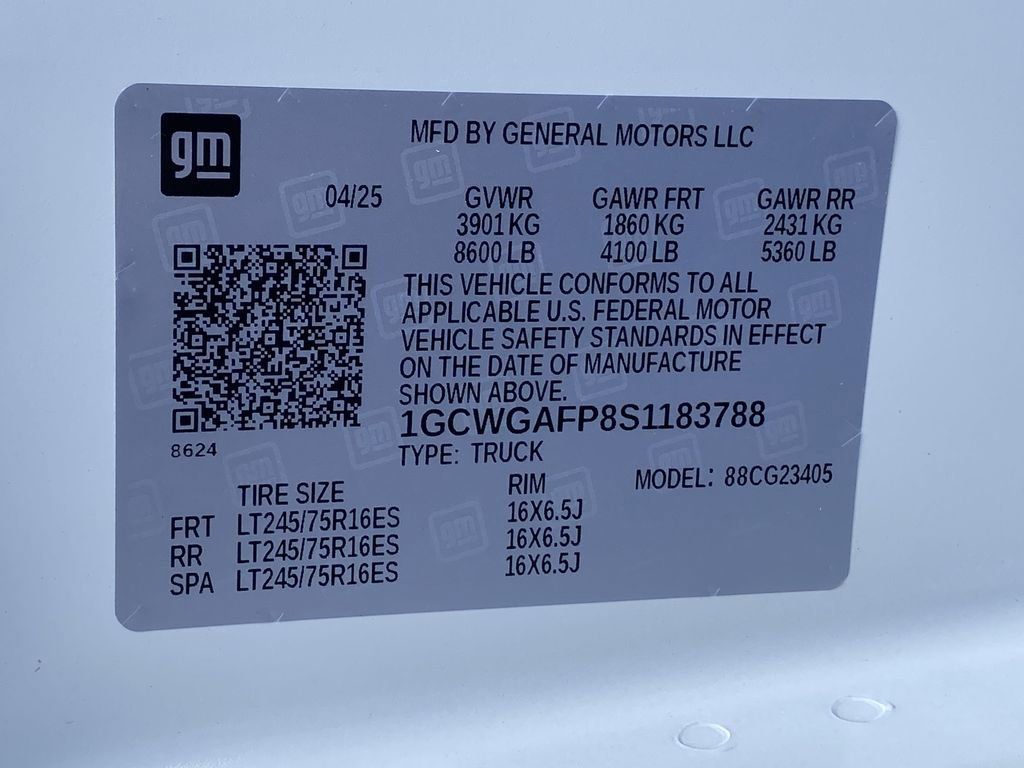 gm
MFD BY GENERAL MOTORS LLC
04/25 GVWR GAWR FRT GAWR RR
3901 KG 1860 KG 2431 KG
8600 LB 4100 LB 5360 LB
THIS VEHICLE CONFORMS TO ALL
APPLICABLE U.S. FEDERAL MOTOR
VEHICLE SAFETY STANDARDS IN EFFECT
ON THE DATE OF MANUFACTURE
SHOWN ABOVE.
1GCWGAFP8S1183788
8624
TYPE: TRUCK
TIRE SIZE RIM MODEL: 88CG23405
FRT LT245/75R16ES 16X6.5J
RR LT245/75R16ES 16X6.5J
SPA LT245/75R16ES 16X6.5J